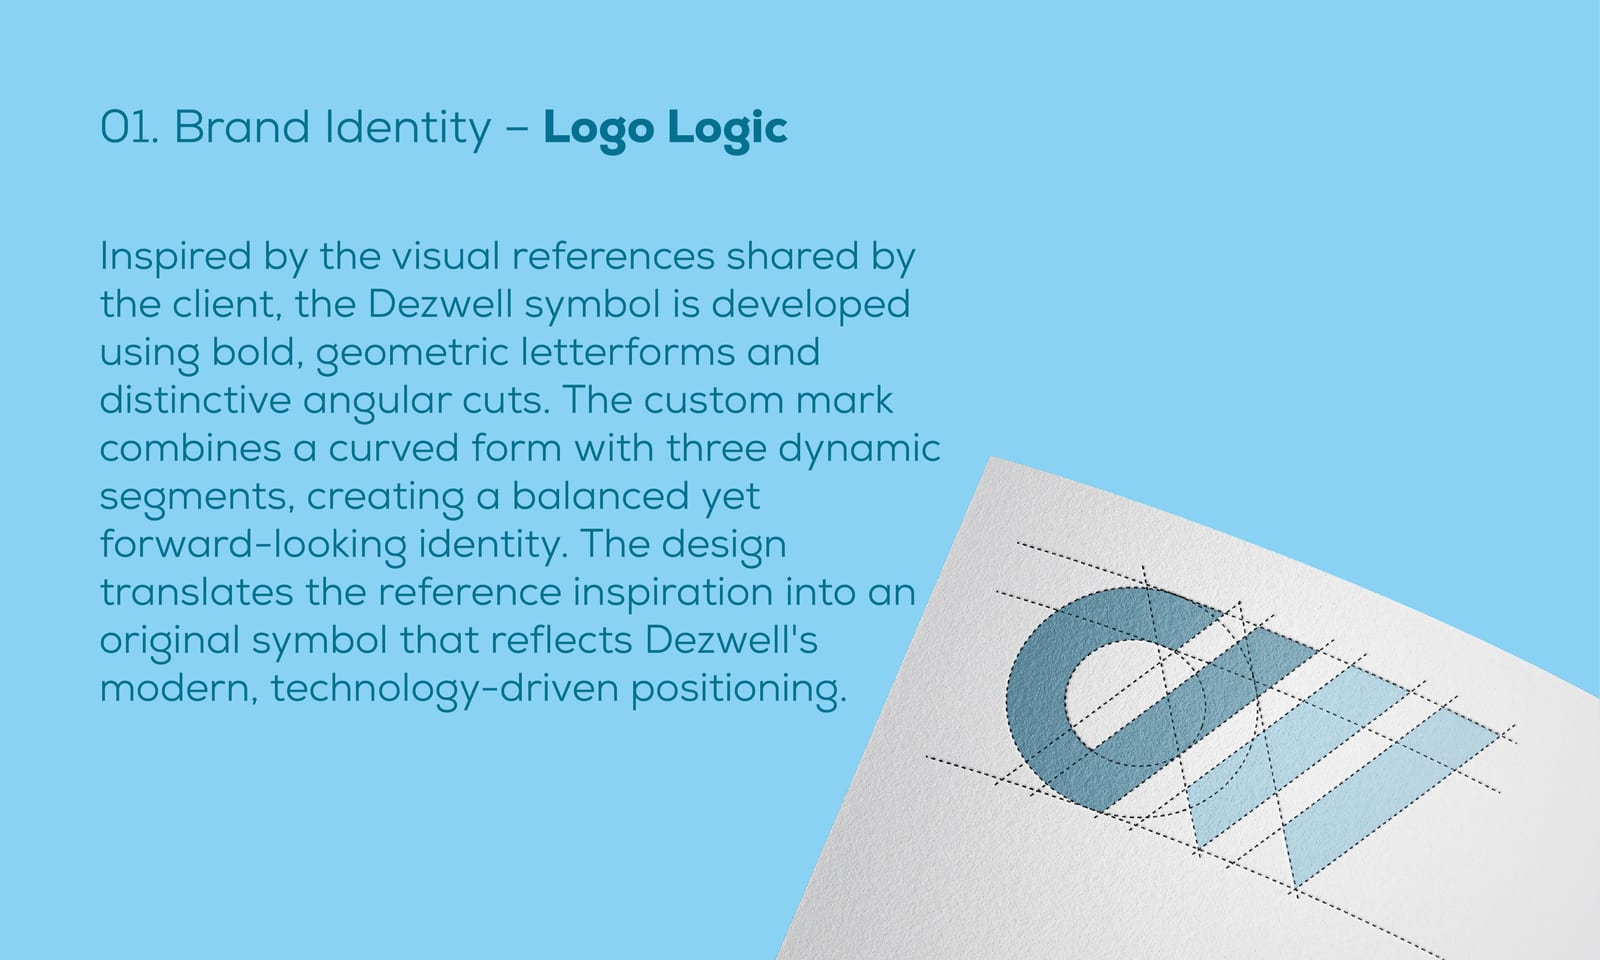 01. Brand Identity – Logo Logic
Inspired by the visual references shared by
the client, the Dezwell symbol is developed
using bold, geometric letterforms and
distinctive angular cuts. The custom mark
combines a curved form with three dynamic
segments, creating a balanced yet
forward-looking identity. The design
translates the reference inspiration into an
original symbol that reflects Dezwell's
modern, technology-driven positioning.